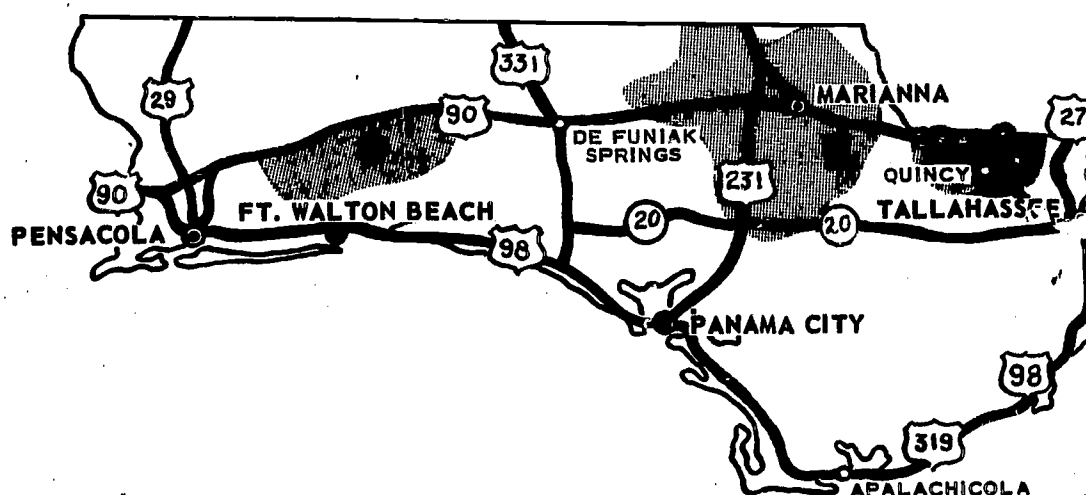 331
29
90
MARIANNA
27
DE FUNIAK
SPRINGS
90
231
QUINCY
FT. WALTON BEACH
20
20
TALLAHASSEE
PENSACOLA
98
PANAMA CITY
98
319
APALACHICOLA